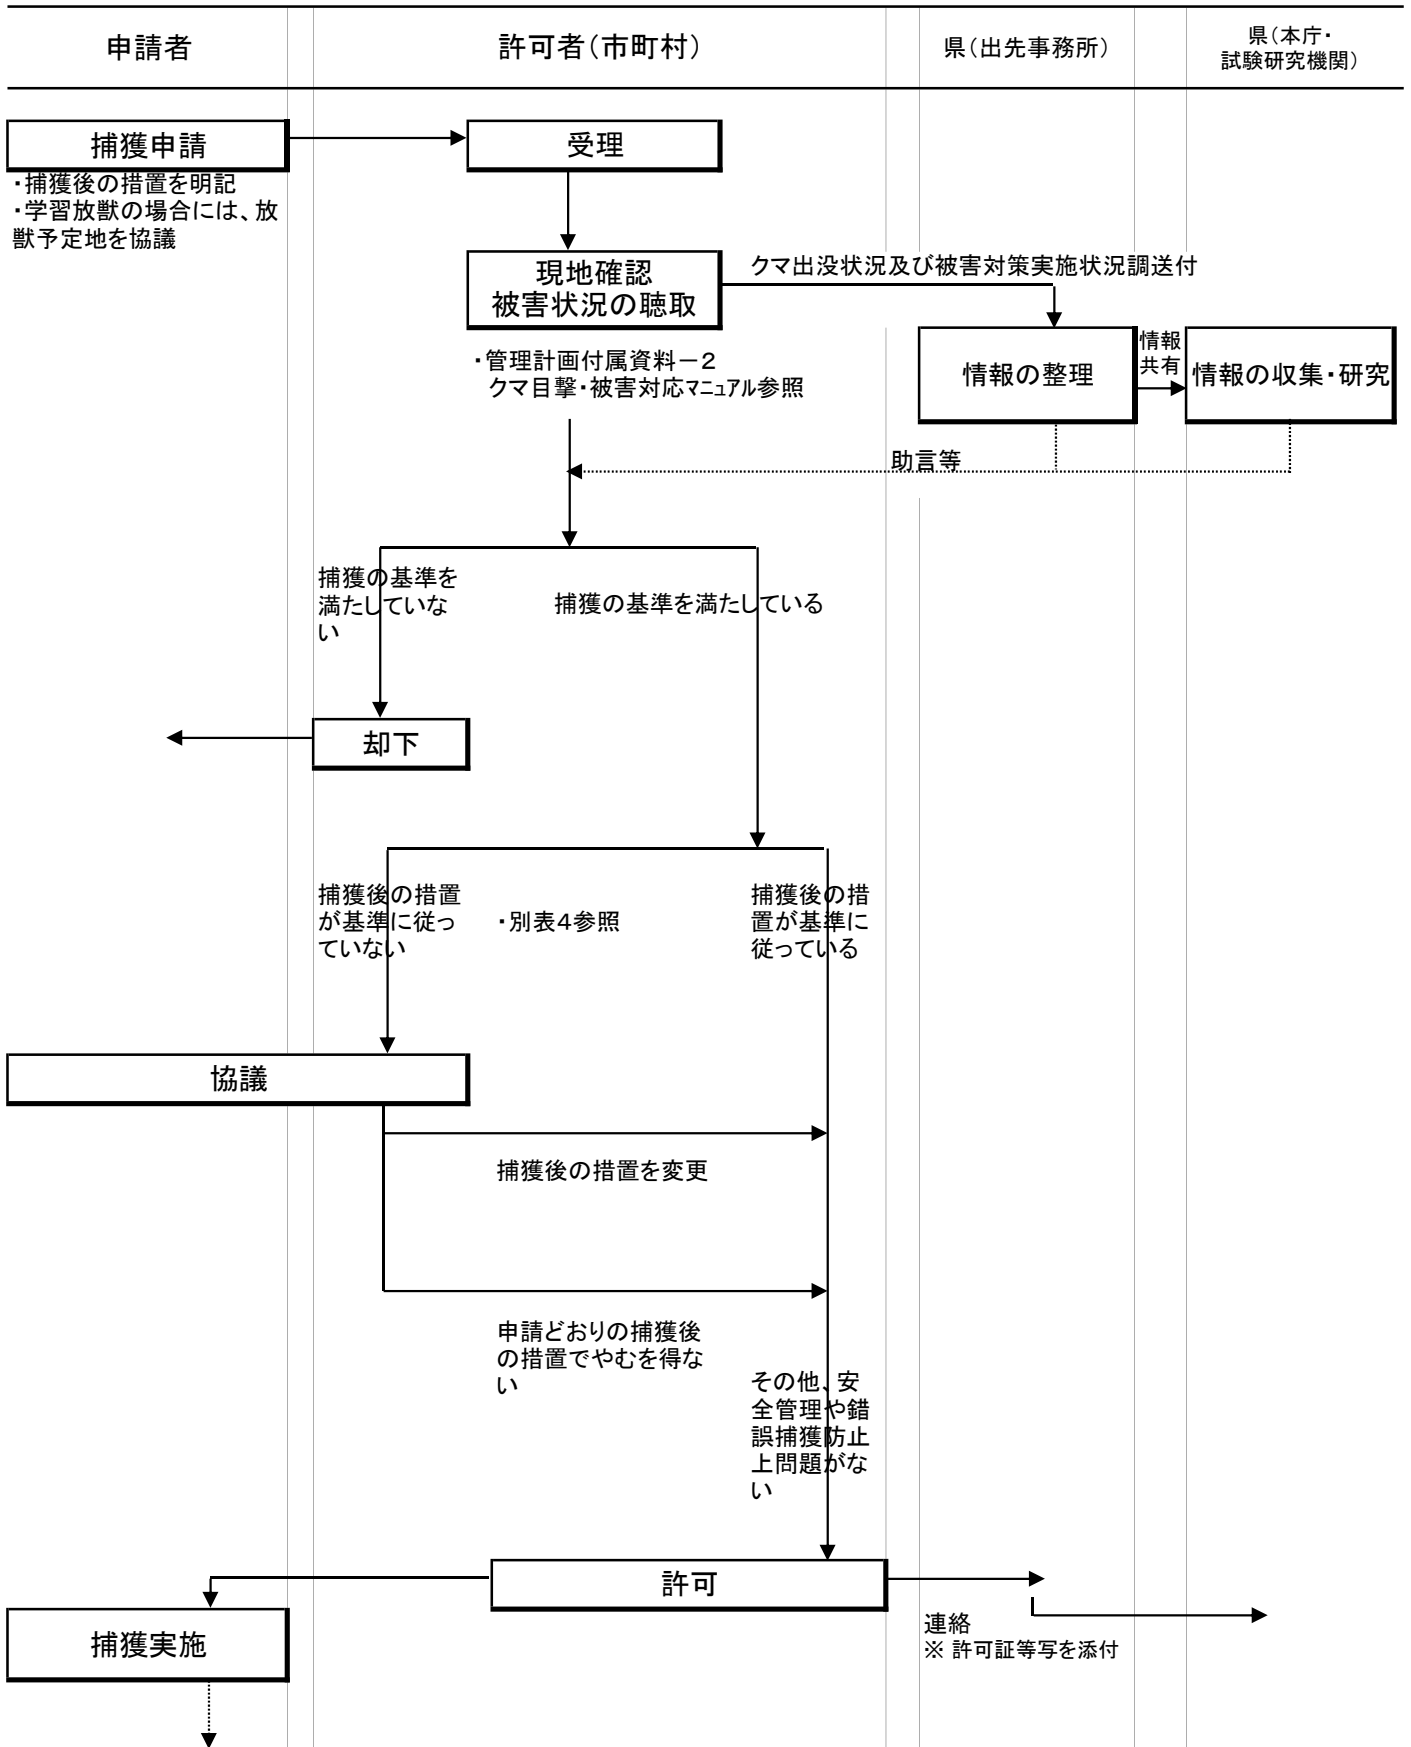 申請者
許可者(市町村)
県(出先事務所)
県(本庁・
試験研究機関)
捕獲申請
受理
・捕獲後の措置を明記
・学習放獣の場合には、放
獣予定地を協議
現地確認
被害状況の聴取
クマ出没状況及び被害対策実施状況調送付
・管理計画付属資料－2
クマ目撃・被害対応マニュアル参照
情報の整理
情報
共有
情報の収集・研究
助言等
捕獲の基準を
満たしていな
い
捕獲の基準を満たしている
却下
捕獲後の措置
が基準に従っ
ていない
・別表4参照
捕獲後の措
置が基準に
従っている
協議
捕獲後の措置を変更
申請どおりの捕獲後
の措置でやむを得な
い
その他、安
全管理や錯
誤捕獲防止
上問題がな
い
許可
捕獲実施
連絡
※ 許可証等写を添付